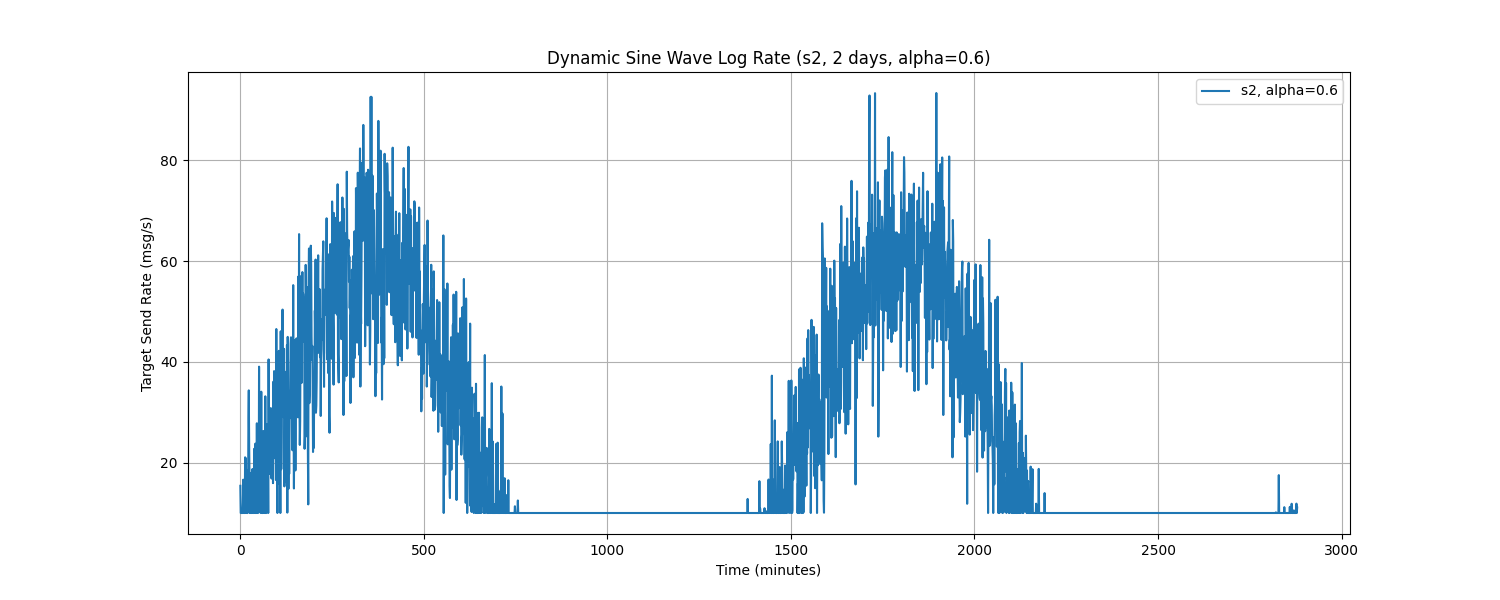 Dynamic Sine Wave Log Rate (s2, 2 days, alpha=0.6)
s2, alpha=0.6
Target Send Rate (msg/s)
80
60
40
20
0 500 1000 1500 2000 2500 3000
Time (minutes)